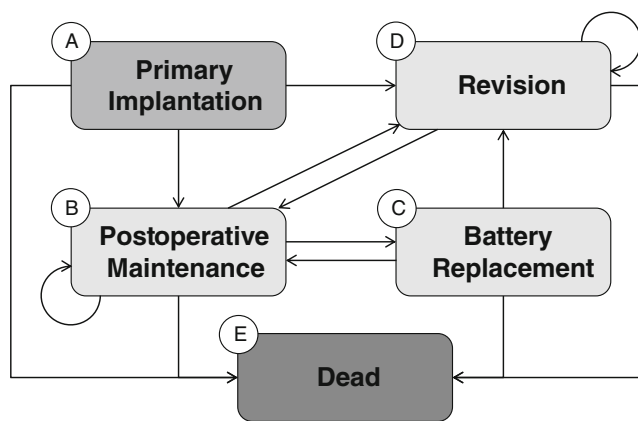 A
Primary
Implantation
D
Revision
B
Postoperative
Maintenance
C
Battery
Replacement
E
Dead